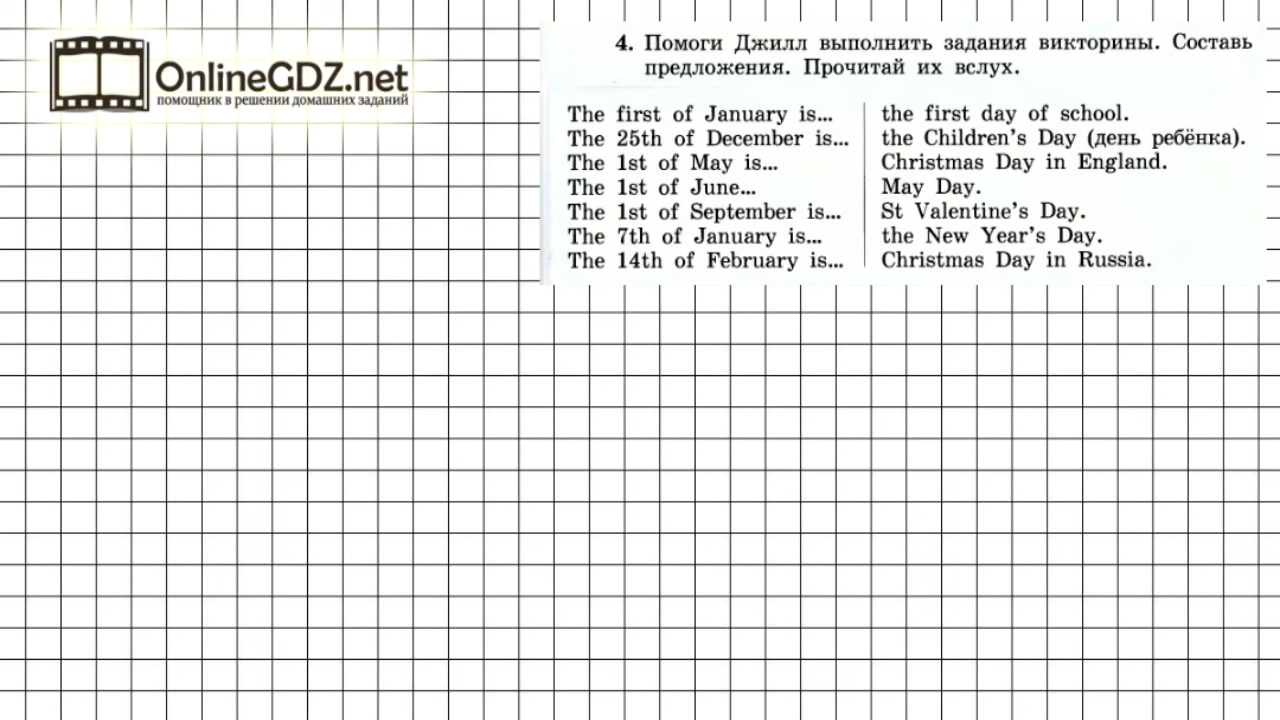 OnlineGDZ.net
помощник в решении домашних заданий
4. Помоги Джилл выполнить задания викторины. Составь
предложения. Прочитай их вслух.
The first of January is...
The 25th of December is...
The 1st of May is...
The 1st of June...
The 1st of September is...
The 7th of January is...
The 14th of February is...
the first day of school.
the Children's Day (день ребёнка).
Christmas Day in England.
May Day.
St Valentine's Day.
the New Year's Day.
Christmas Day in Russia.